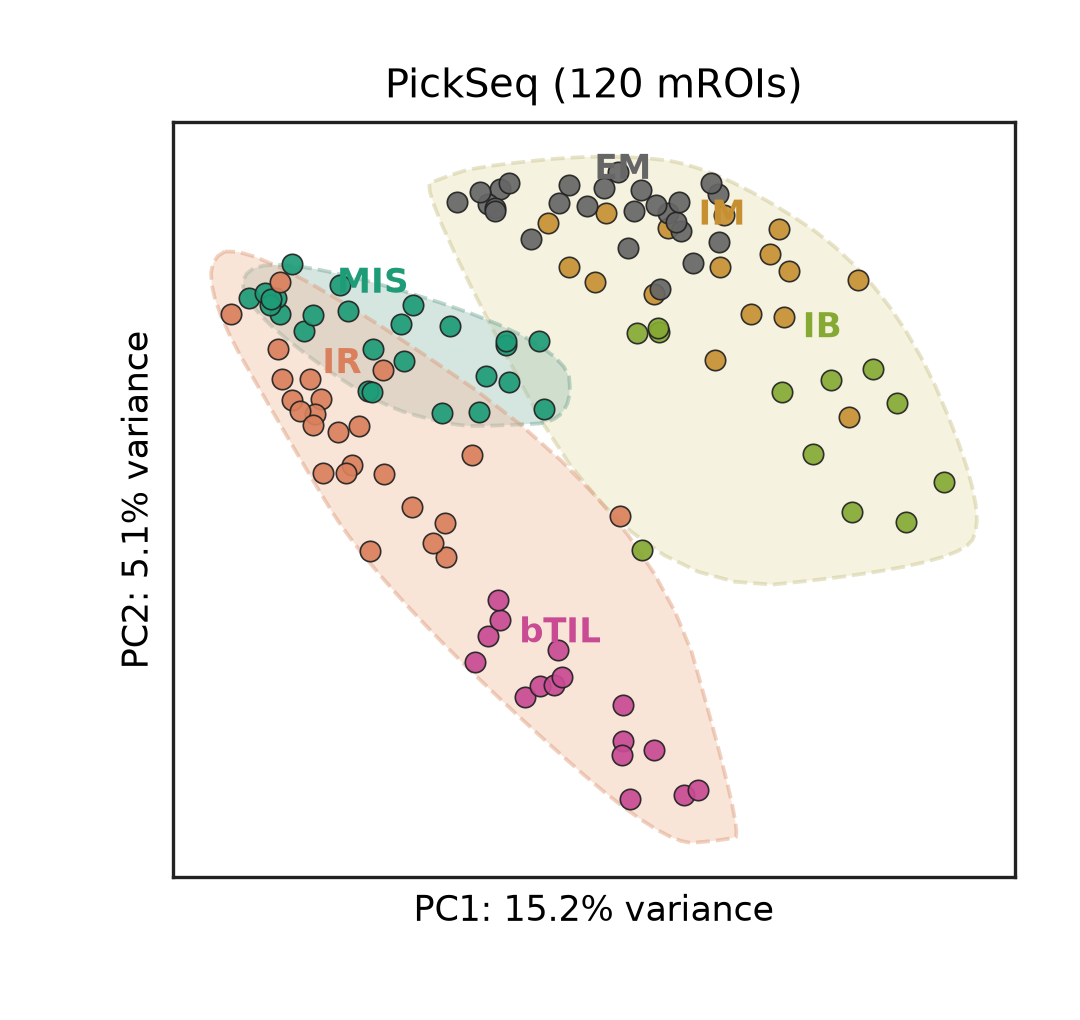 PickSeq (120 mROIs)
EM
IM
MIS
IB
IR
bTIL
PC2: 5.1% variance
PC1: 15.2% variance